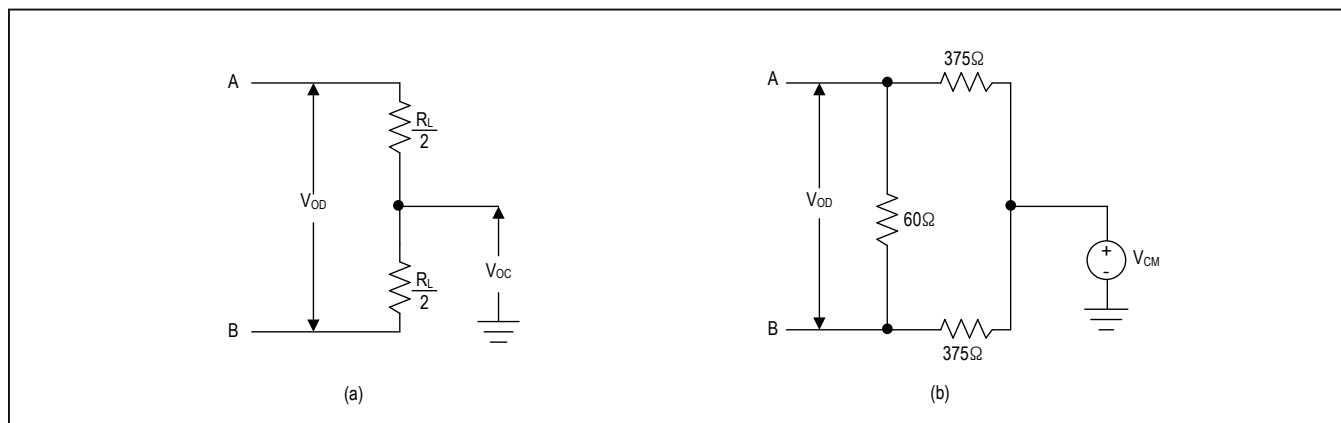 A
V_OD
R_L
2
R_L
2
V_OC
B
(a)
375Ω
A
V_OD
60Ω
V_CM
+
-
B
375Ω
(b)